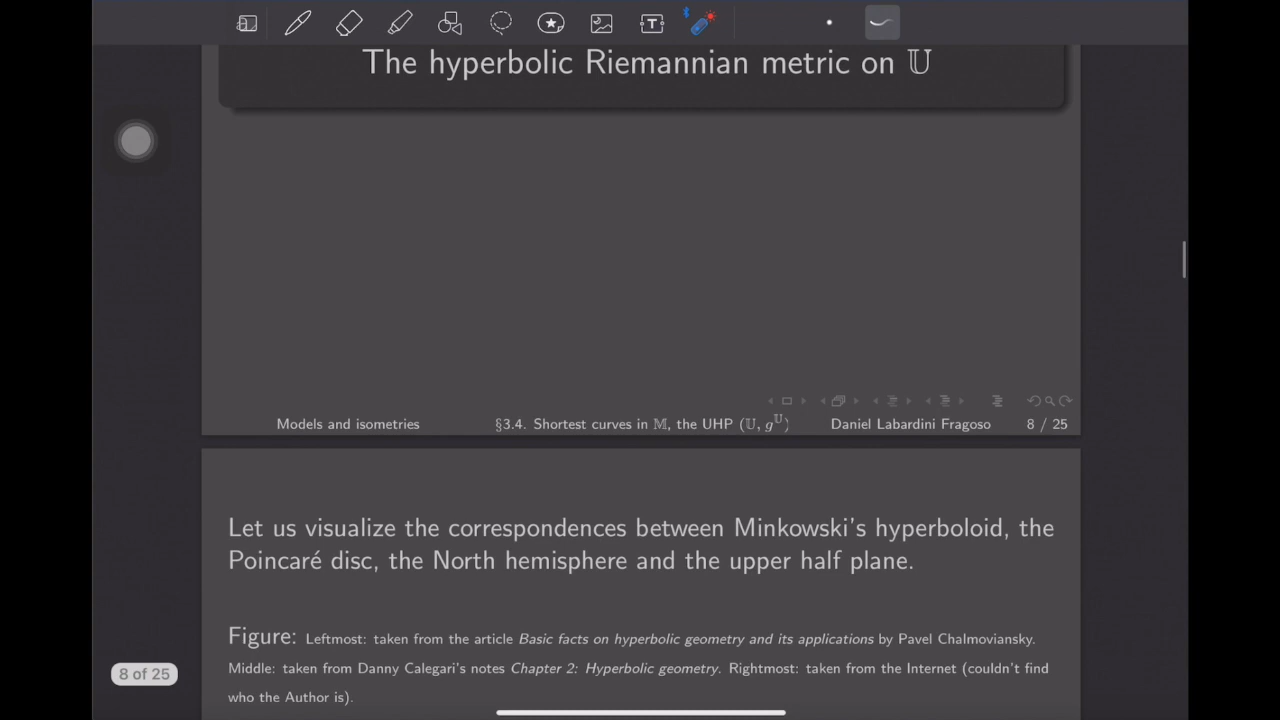 T
The hyperbolic Riemannian metric on 𝕌
Models and isometries §3.4. Shortest curves in 𝕄, the UHP (𝕌, g^𝕌) Daniel Labardini Fragoso 8 / 25
Let us visualize the correspondences between Minkowski's hyperboloid, the
Poincaré disc, the North hemisphere and the upper half plane.
Figure: Leftmost: taken from the article Basic facts on hyperbolic geometry and its applications by Pavel Chalmoviansky.
Middle: taken from Danny Calegari's notes Chapter 2: Hyperbolic geometry. Rightmost: taken from the Internet (couldn't find
who the Author is).
8 of 25